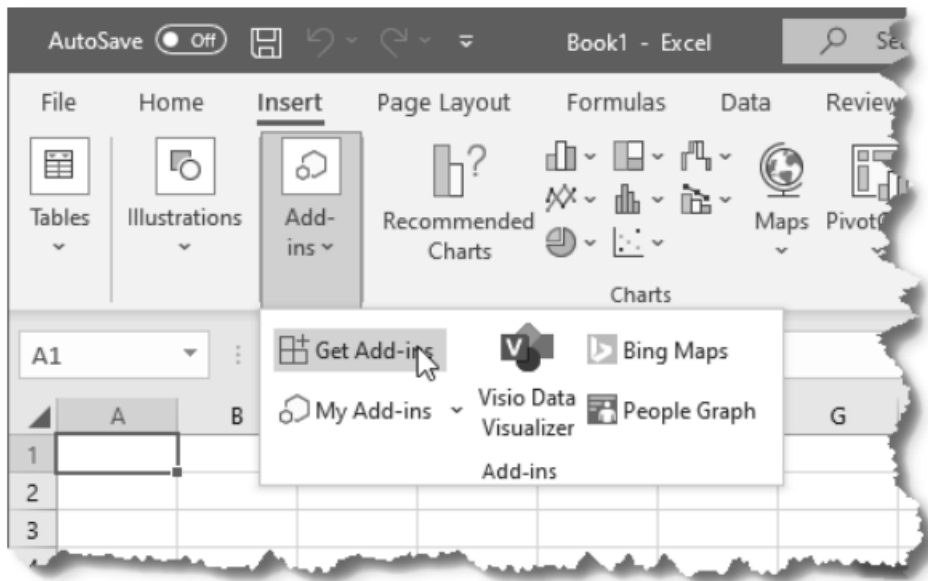 AutoSave Off Book1 - Excel
File Home Insert Page Layout Formulas Data Review
Tables Illustrations Add-
ins Recommended
Charts Maps
Charts
A1
Get Add-ins Bing Maps
My Add-ins Visio Data
Visualizer People Graph
Add-ins
A B G
1
2
3